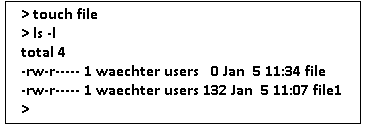 > touch file
> ls -l
total 4
-rw-r----- 1 waechter users   0 Jan  5 11:34 file
-rw-r----- 1 waechter users 132 Jan  5 11:07 file1
>